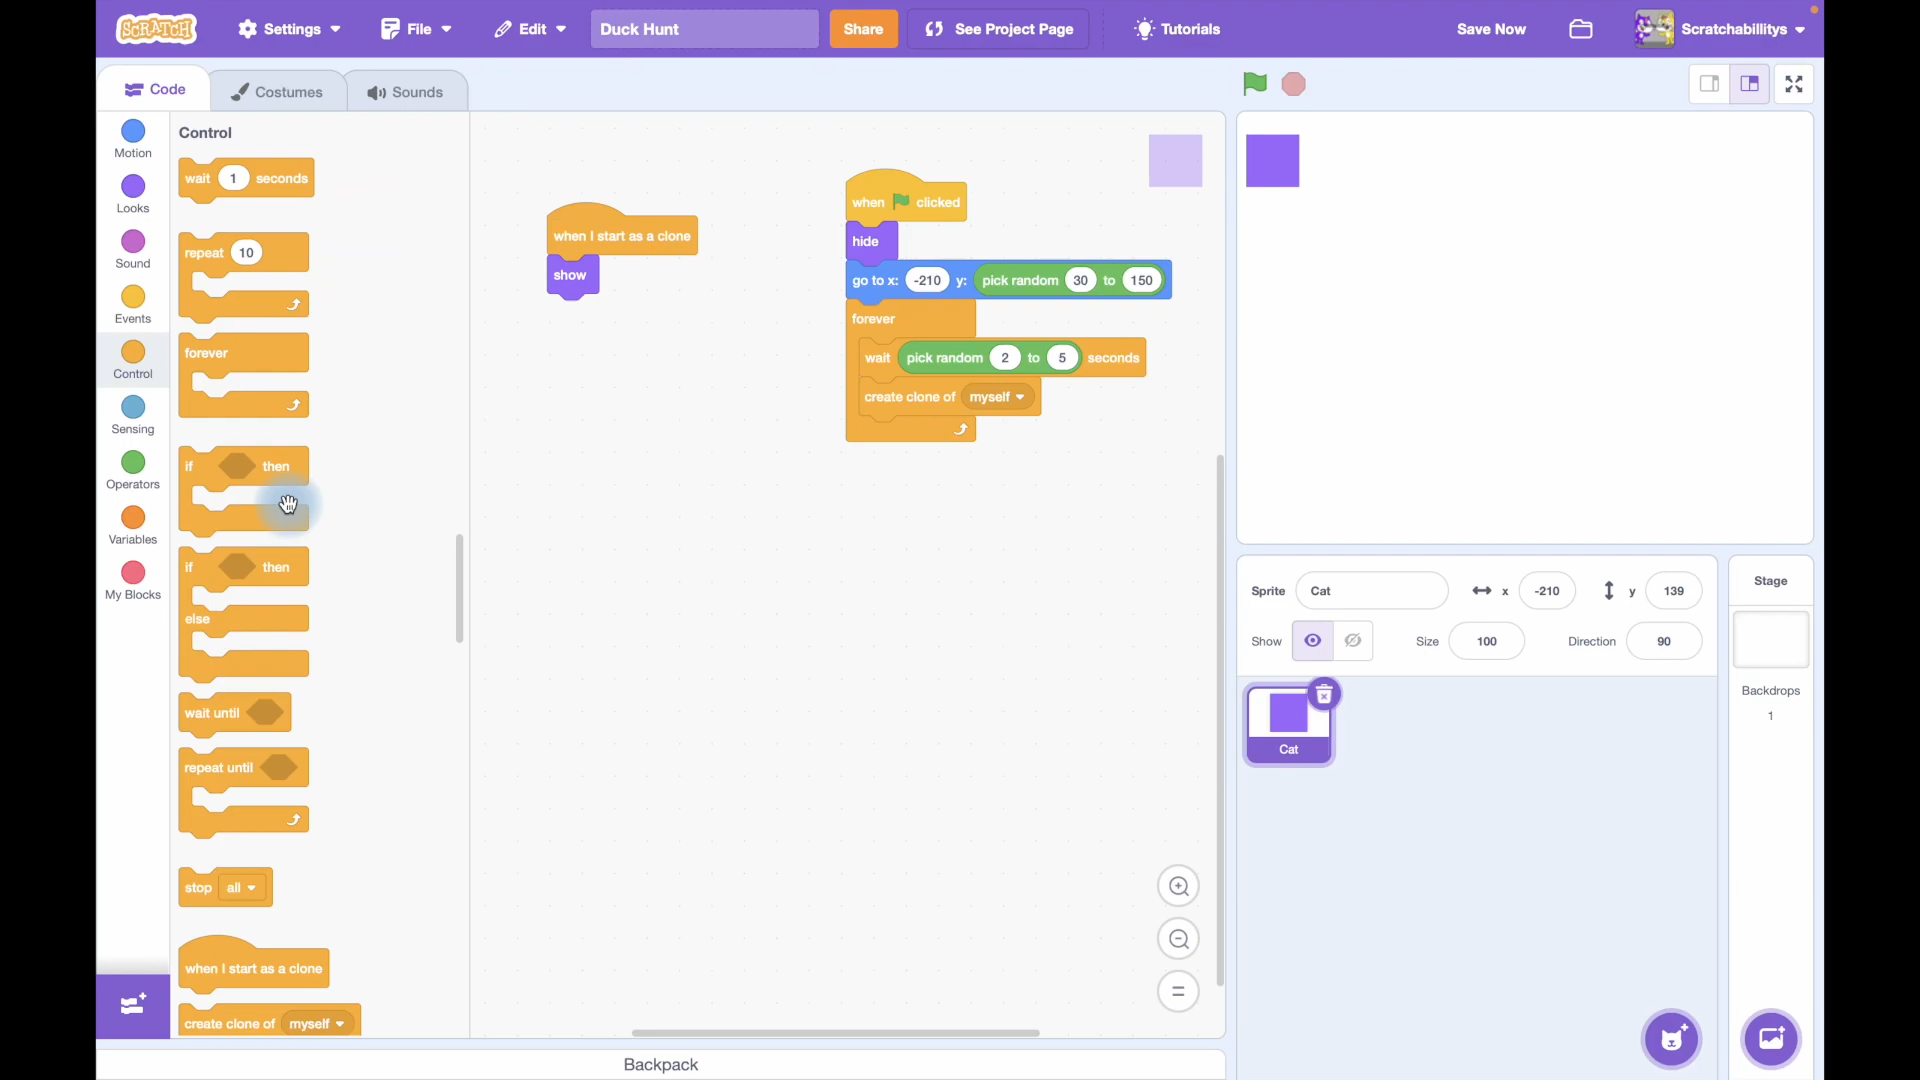 SCRATCH Settings File Edit Duck Hunt Share See Project Page Tutorials Save Now Scratchabillitys
Code Costumes Sounds
Motion
Looks
Sound
Events
Control
Sensing
Operators
Variables
My Blocks
Control
wait 1 seconds
repeat 10
forever
if then
if then
else
wait until
repeat until
stop all
when I start as a clone
create clone of myself
when I start as a clone
show
when clicked
hide
go to x: -210 y: pick random 30 to 150
forever
wait pick random 2 to 5 seconds
create clone of myself
Sprite Cat x -210 y 139
Show Size 100 Direction 90
Cat
Stage
Backdrops
1
Backpack